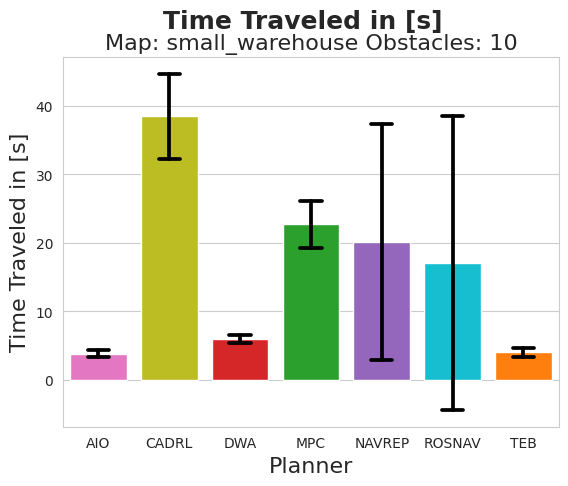 Time Traveled in [s]
Map: small_warehouse Obstacles: 10
Time Traveled in [s]
40
30
20
10
0
AIO CADRL DWA MPC NAVREP ROSNAV TEB
Planner